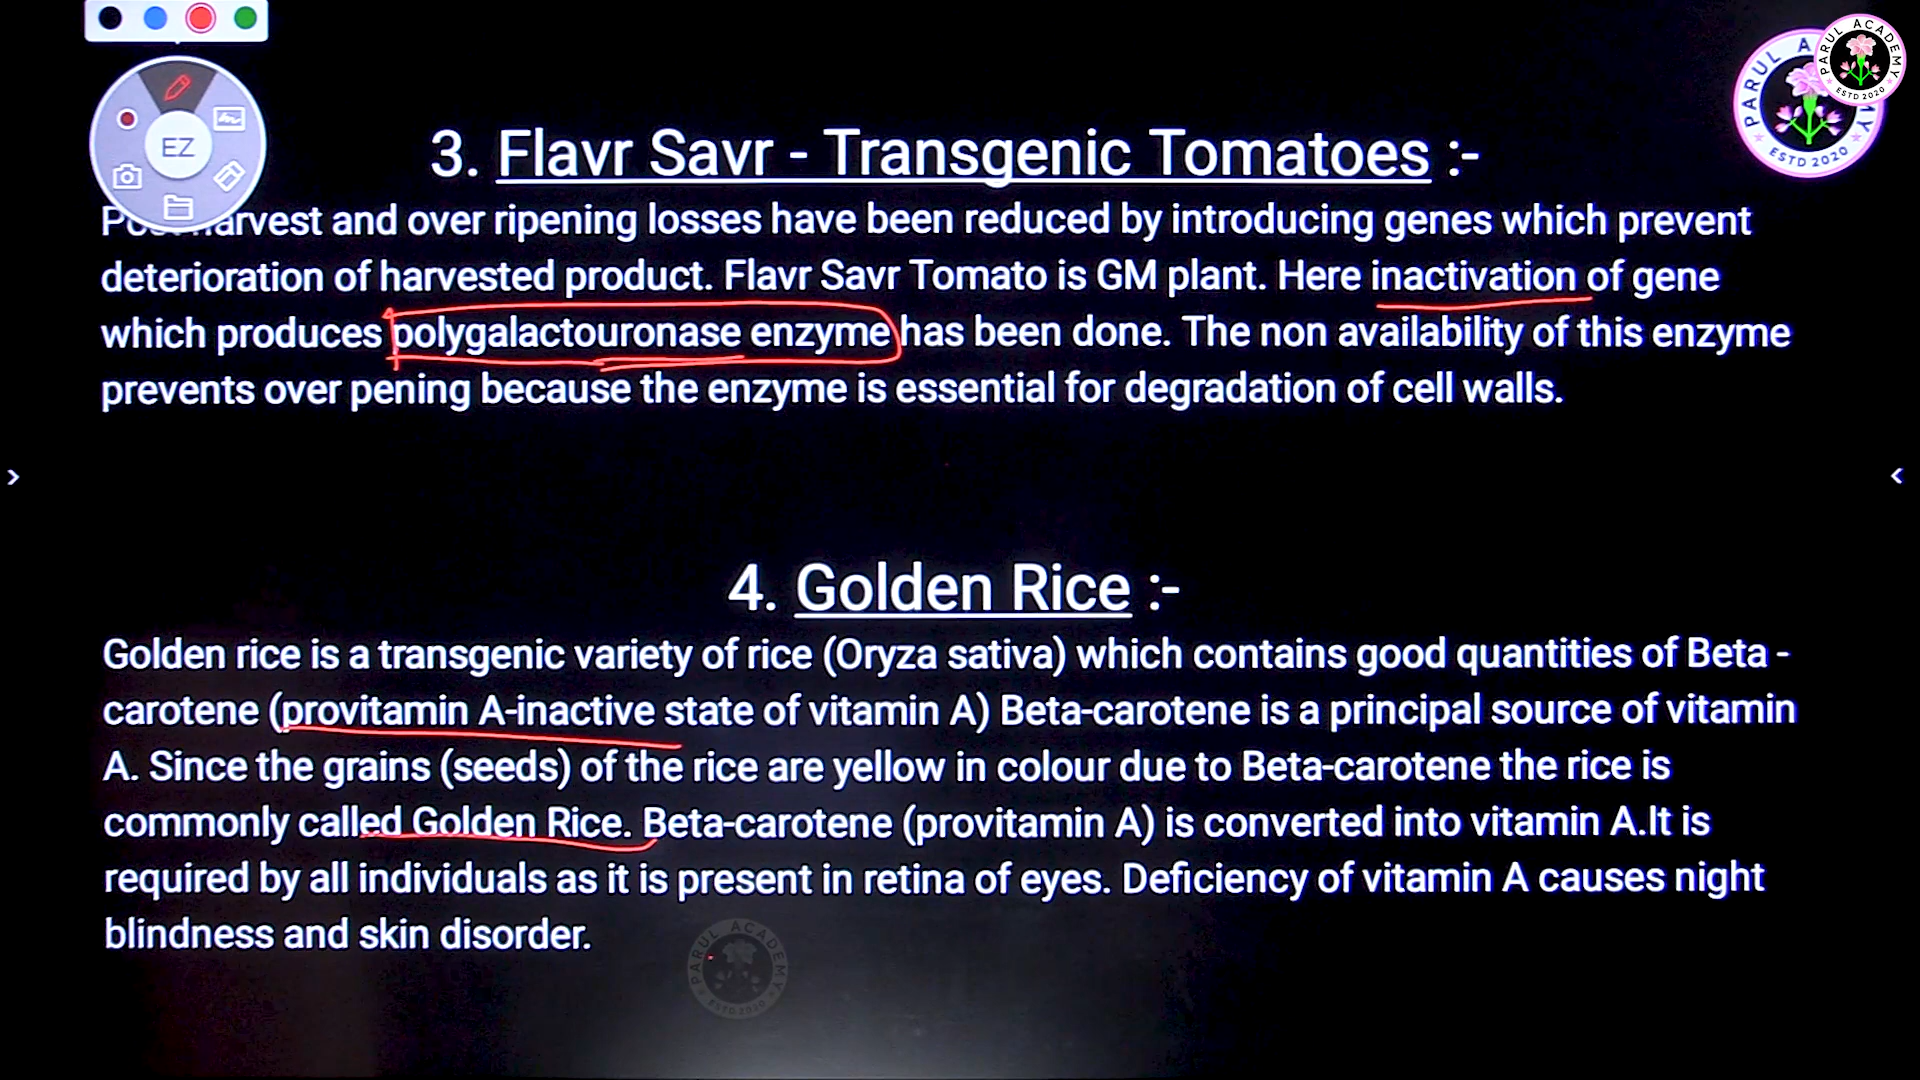 PARUL ACADEMY
ESTD 2020
EZ
3. Flavr Savr - Transgenic Tomatoes :-
harvest and over ripening losses have been reduced by introducing genes which prevent
deterioration of harvested product. Flavr Savr Tomato is GM plant. Here inactivation of gene
which produces polygalactouronase enzyme has been done. The non availability of this enzyme
prevents over pening because the enzyme is essential for degradation of cell walls.
4. Golden Rice :-
Golden rice is a transgenic variety of rice (Oryza sativa) which contains good quantities of Beta -
carotene (provitamin A-inactive state of vitamin A) Beta-carotene is a principal source of vitamin
A. Since the grains (seeds) of the rice are yellow in colour due to Beta-carotene the rice is
commonly called Golden Rice. Beta-carotene (provitamin A) is converted into vitamin A.It is
required by all individuals as it is present in retina of eyes. Deficiency of vitamin A causes night
blindness and skin disorder.
PARUL ACADEMY
ESTD 2020